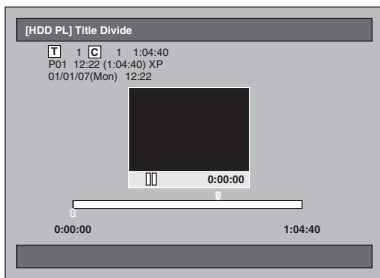 [HDD PL] Title Divide
T 1 C 1 1:04:40
P01 12:22 (1:04:40) XP
01/01/07(Mon) 12:22
0:00:00
0:00:00 1:04:40